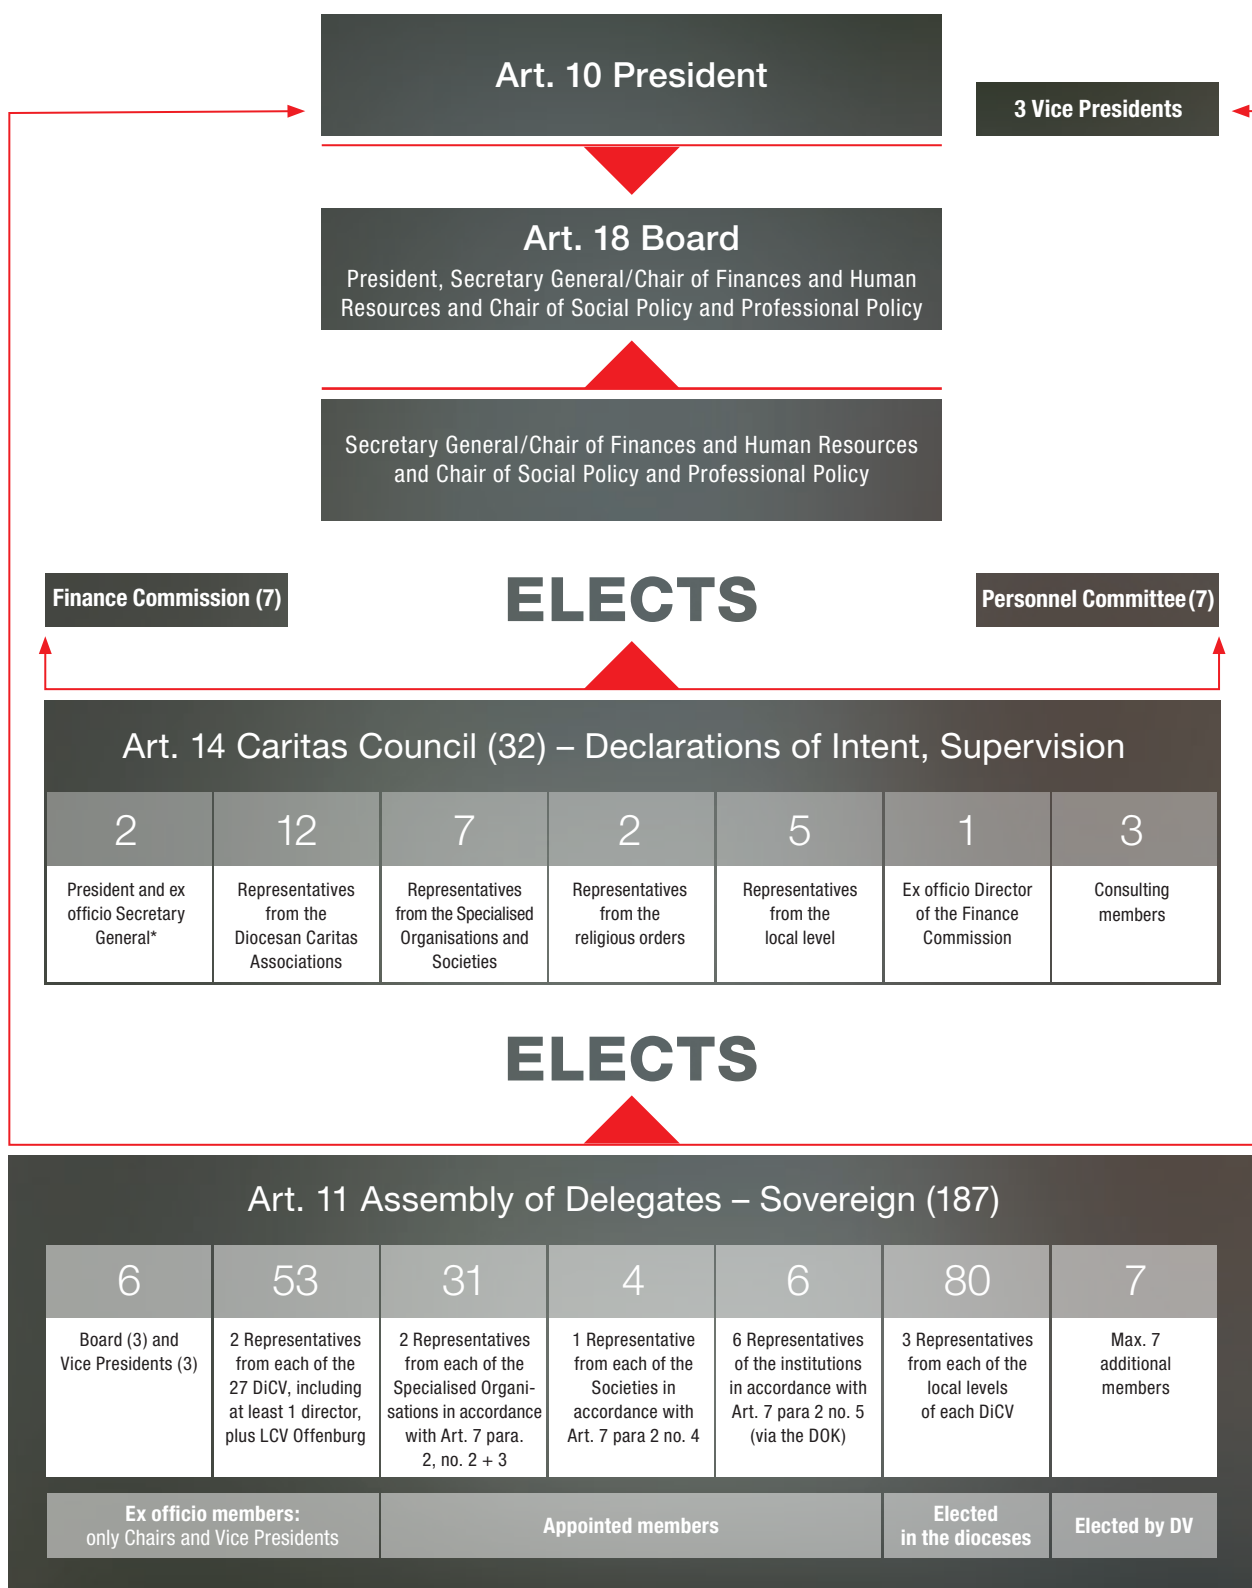 Art. 10 President
3 Vice Presidents
Art. 18 Board
President, Secretary General/Chair of Finances and Human
Resources and Chair of Social Policy and Professional Policy
Secretary General/Chair of Finances and Human Resources
and Chair of Social Policy and Professional Policy
Finance Commission (7)
ELECTS
Personnel Committee (7)
Art. 14 Caritas Council (32) – Declarations of Intent, Supervision
2
President and ex
officio Secretary
General*
12
Representatives
from the
Diocesan Caritas
Associations
7
Representatives
from the Specialised
Organisations and
Societies
2
Representatives
from the
religious orders
5
Representatives
from the
local level
1
Ex officio Director
of the Finance
Commission
3
Consulting
members
ELECTS
Art. 11 Assembly of Delegates – Sovereign (187)
6
Board (3) and
Vice Presidents (3)
53
2 Representatives
from each of the
27 DiCV, including
at least 1 director,
plus LCV Offenburg
31
2 Representatives
from each of the
Specialised Organi-
sations in accordance
with Art. 7 para.
2, no. 2 + 3
4
1 Representative
from each of the
Societies in
accordance with
Art. 7 para 2 no. 4
6
6 Representatives
of the institutions
in accordance with
Art. 7 para 2 no. 5
(via the DOK)
80
3 Representatives
from each of the
local levels
of each DiCV
7
Max. 7
additional
members
Ex officio members:
only Chairs and Vice Presidents
Appointed members
Elected
in the dioceses
Elected by DV